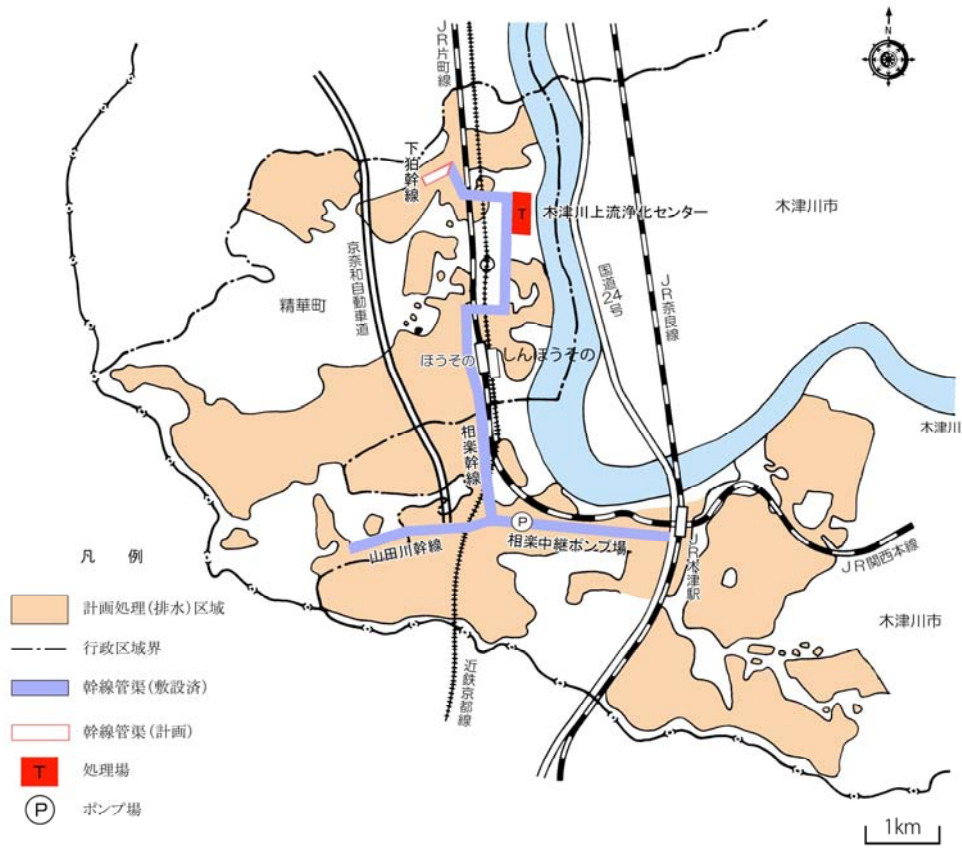 N
JR片町線
下狛幹線
T
木津川上流浄化センター
木津川市
京奈和自動車道
国道24号
JR奈良線
精華町
ほうその
しんほうその
木津川
相楽幹線
P
山田川幹線
相楽中継ポンプ場
JR木津駅
JR関西本線
木津川市
近鉄京都線
凡 例
計画処理(排水)区域
行政区域界
幹線管渠(敷設済)
幹線管渠(計画)
T 処理場
P ポンプ場
1km